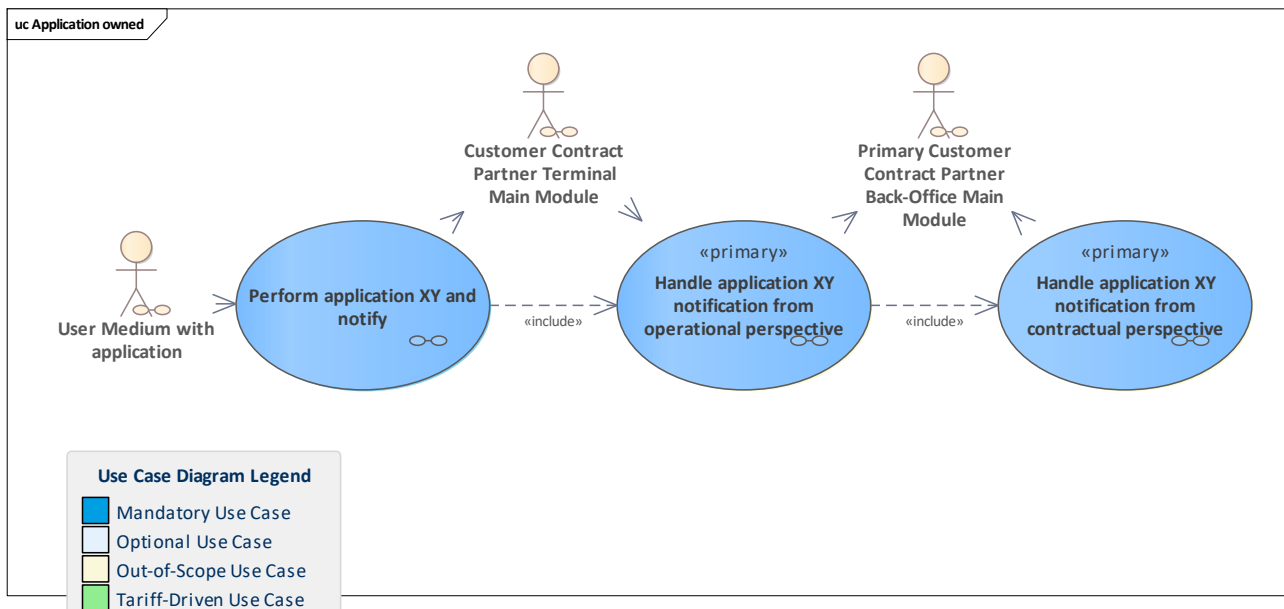 uc Application owned
Customer Contract
Partner Terminal
Main Module
Primary Customer
Contract Partner
Back-Office Main
Module
User Medium with
application
Perform application XY and
notify
«include»
«primary»
Handle application XY
notification from
operational perspective
«include»
«primary»
Handle application XY
notification from
contractual perspective
Use Case Diagram Legend
Mandatory Use Case
Optional Use Case
Out-of-Scope Use Case
Tariff-Driven Use Case